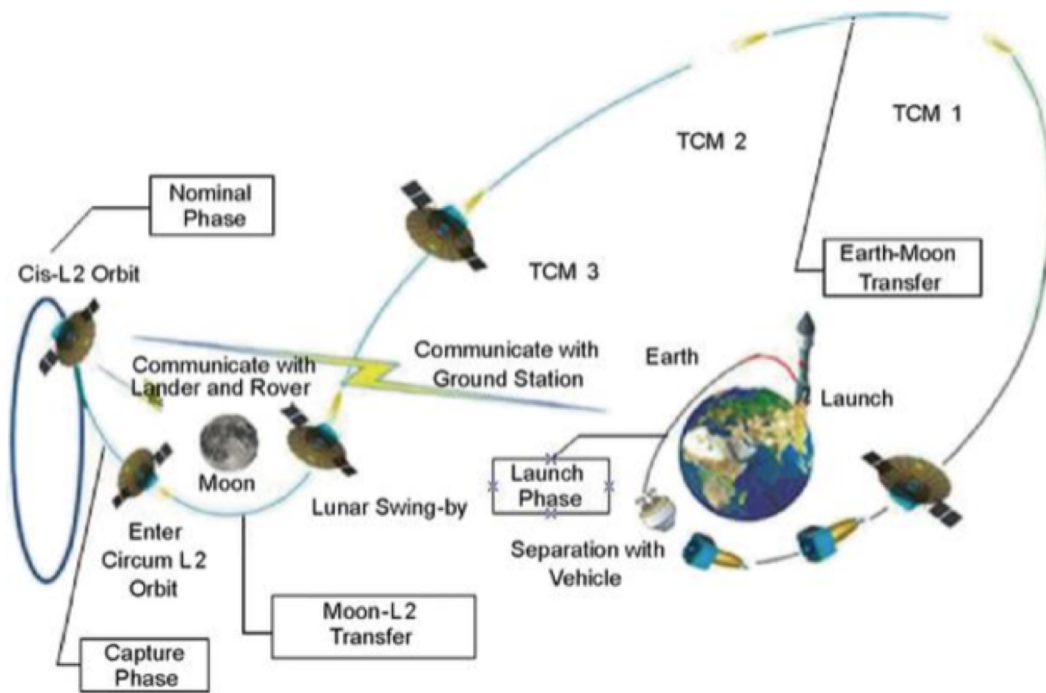 TCM 1
TCM 2
Nominal
Phase
Cis-L2 Orbit
TCM 3
Earth-Moon
Transfer
Communicate with
Ground Station
Earth
Communicate with
Lander and Rover
Launch
Moon
Launch
Phase
Lunar Swing-by
Enter
Circum L2
Orbit
Separation with
Vehicle
Moon-L2
Transfer
Capture
Phase